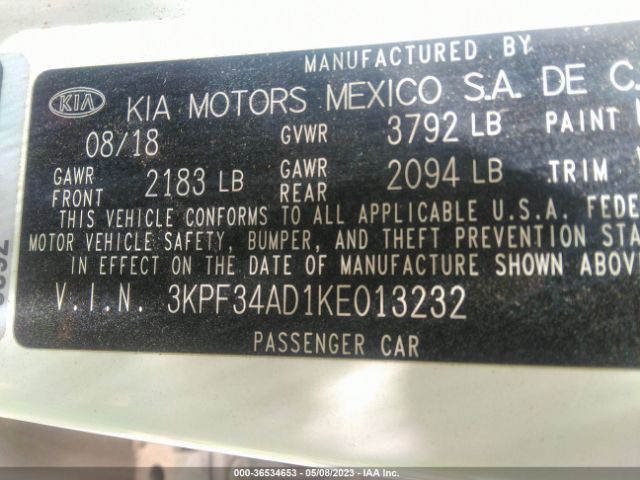 MANUFACTURED BY
KIA KIA MOTORS MEXICO S.A. DE C.
08/18 GVWR 3792 LB PAINT
GAWR FRONT 2183 LB GAWR REAR 2094 LB TRIM
THIS VEHICLE CONFORMS TO ALL APPLICABLE U.S.A. FEDE
MOTOR VEHICLE SAFETY, BUMPER, AND THEFT PREVENTION STA
IN EFFECT ON THE DATE OF MANUFACTURE SHOWN ABOV
V.I.N. 3KPF34AD1KE013232
PASSENGER CAR
000-36534653 - 05/08/2023 - IAA Inc.